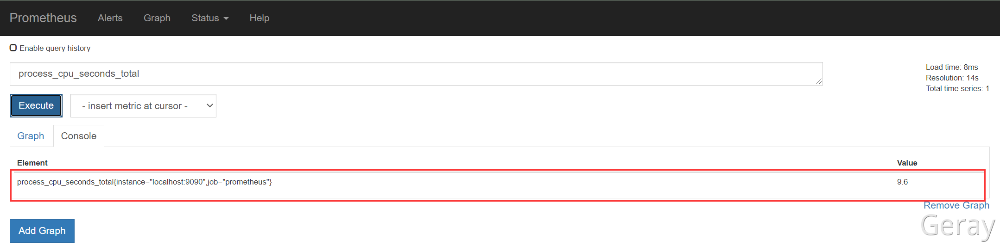 Prometheus Alerts Graph Status Help
Enable query history
process_cpu_seconds_total
Load time: 8ms
Resolution: 14s
Total time series: 1
Execute - insert metric at cursor -
Graph Console
Element Value
process_cpu_seconds_total{instance="localhost:9090",job="prometheus"} 9.6
Remove Graph
Add Graph
Geray